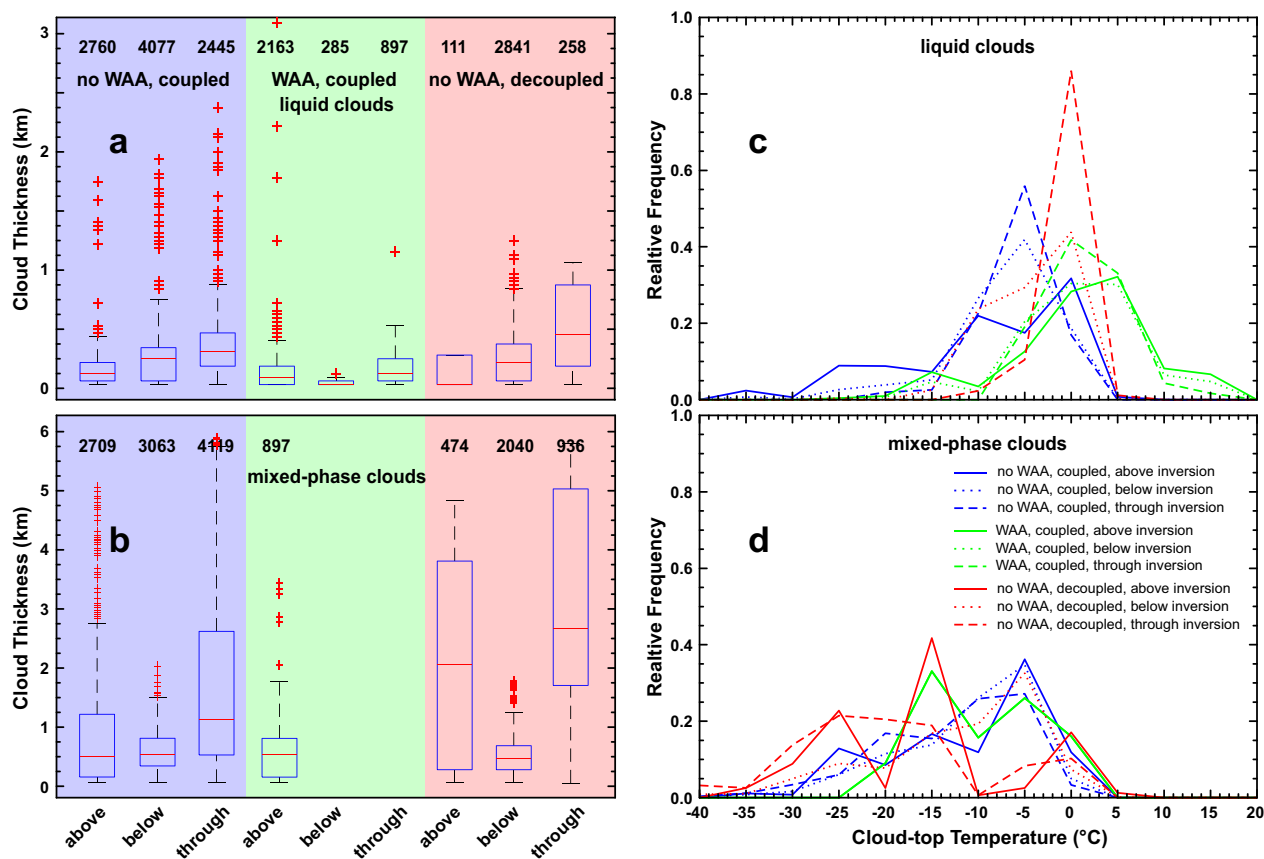 2760 4077 2445 2163 285 897 111 2841 258
no WAA, coupled WAA, coupled no WAA, decoupled
liquid clouds
a
Cloud Thickness (km)
3
2
1
0
2709 3063 4119 897 474 2040 936
mixed-phase clouds
b
Cloud Thickness (km)
6
5
4
3
2
1
0
above below through above below through above below through
liquid clouds
c
Realtive Frequency
1.0
0.8
0.6
0.4
0.2
0.0
mixed-phase clouds
d
Realtive Frequency
1.0
0.8
0.6
0.4
0.2
0.0
no WAA, coupled, above inversion
no WAA, coupled, below inversion
no WAA, coupled, through inversion
WAA, coupled, above inversion
WAA, coupled, below inversion
WAA, coupled, through inversion
no WAA, decoupled, above inversion
no WAA, decoupled, below inversion
no WAA, decoupled, through inversion
-40 -35 -30 -25 -20 -15 -10 -5 0 5 10 15 20
Cloud-top Temperature (°C)